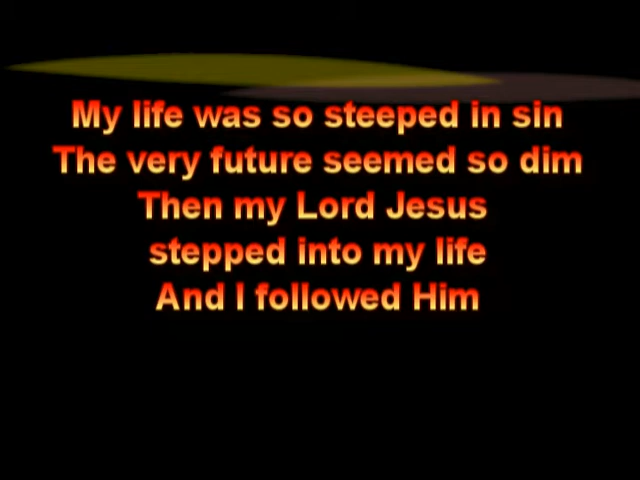 My life was so steeped in sin
The very future seemed so dim
Then my Lord Jesus
stepped into my life
And I followed Him